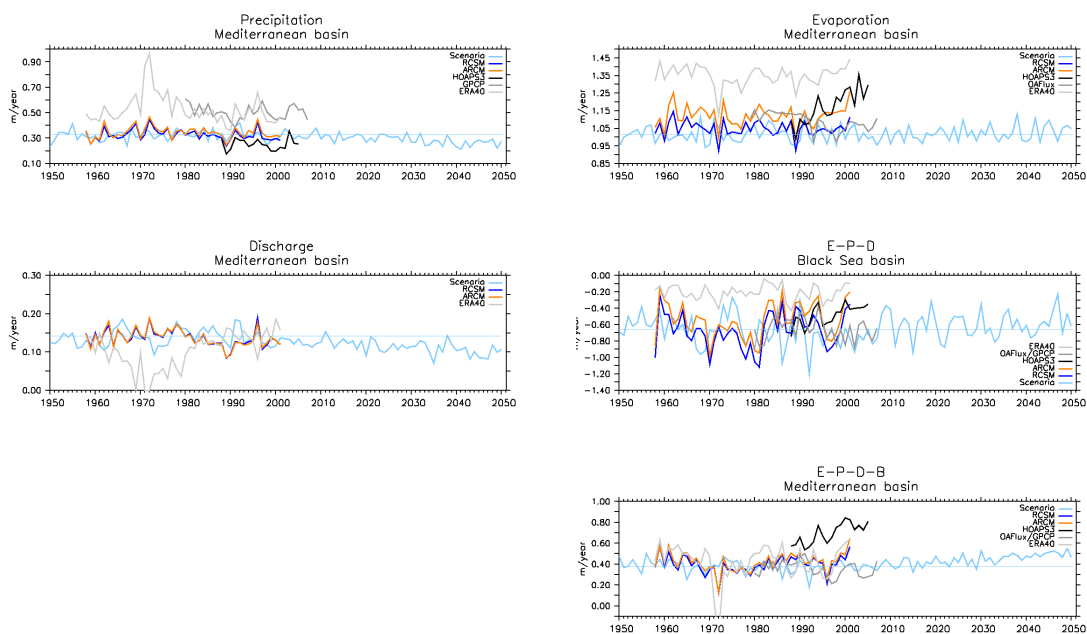 Precipitation
Mediterranean basin
m/year
0.90
0.70
0.50
0.30
0.10
1950 1960 1970 1980 1990 2000 2010 2020 2030 2040 2050
Scenario
RCSM
ARCM
HOAPS3
GPCP
ERA40
Evaporation
Mediterranean basin
m/year
1.45
1.35
1.25
1.15
1.05
0.95
0.85
1950 1960 1970 1980 1990 2000 2010 2020 2030 2040 2050
Scenario
RCSM
ARCM
HOAPS3
OAFlux
ERA40
Discharge
Mediterranean basin
m/year
0.30
0.20
0.10
0.00
1950 1960 1970 1980 1990 2000 2010 2020 2030 2040 2050
Scenario
RCSM
ARCM
ERA40
E-P-D
Black Sea basin
m/year
0.00
-0.20
-0.40
-0.60
-0.80
-1.00
-1.20
-1.40
1950 1960 1970 1980 1990 2000 2010 2020 2030 2040 2050
ERA40
OAFlux/GPCP
HOAPS3
ARCM
RCSM
Scenario
E-P-D-B
Mediterranean basin
m/year
1.00
0.80
0.60
0.40
0.20
0.00
1950 1960 1970 1980 1990 2000 2010 2020 2030 2040 2050
Scenario
RCSM
ARCM
HOAPS3
OAFlux/GPCP
ERA40